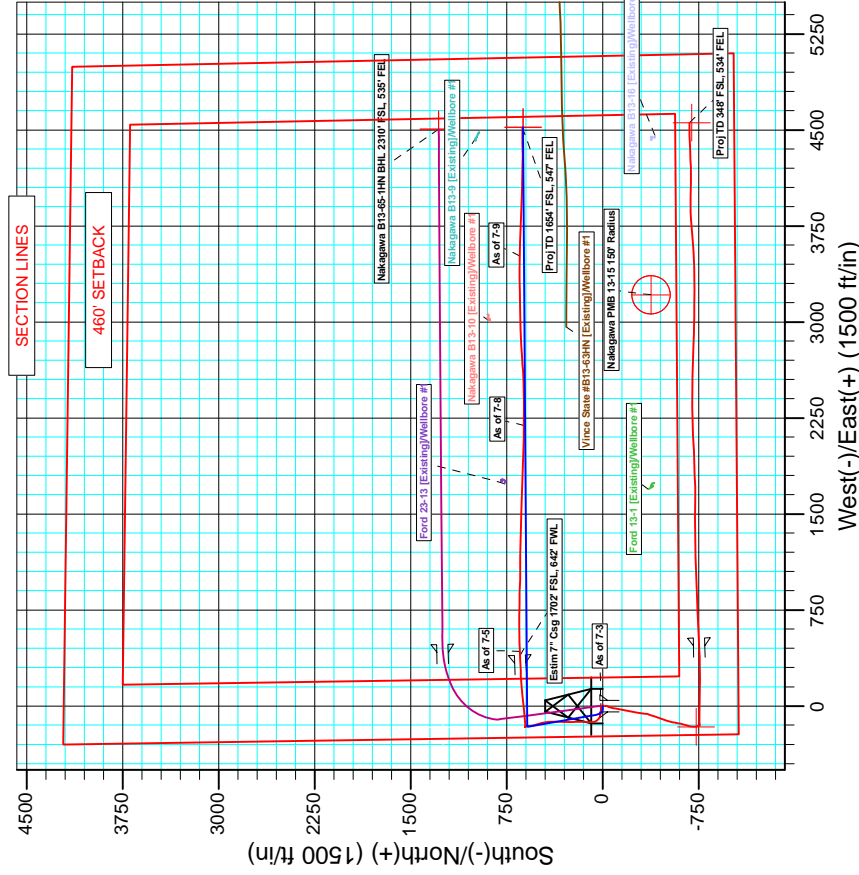 SECTION LINES
460' SETBACK
Nakagawa B13-65-1HN BHL 2310' FSL, 535' FEL
Nakagawa B13-9 [Existing]/Wellbore #1
Nakagawa B13-10 [Existing]/Wellbore #1
Ford 23-13 [Existing]/Wellbore #1
As of 7-9
Proj TD 1654' FSL, 547' FEL
As of 7-8
Vince State #B13-63HN [Existing]/Wellbore #1
Nakagawa PMB 13-15 150' Radius
Nakagawa B13-16 [Existing]/Wellbore #1
Proj TD 348' FSL, 534' FEL
Ford 13-1 [Existing]/Wellbore #1
As of 7-5
Estim 7" Csg 1702' FSL, 642' FWL
As of 7-3
South(-)/North(+) (1500 ft/in)
4500
3750
3000
2250
1500
750
0
-750
West(-)/East(+) (1500 ft/in)
0
750
1500
2250
3000
3750
4500
5250